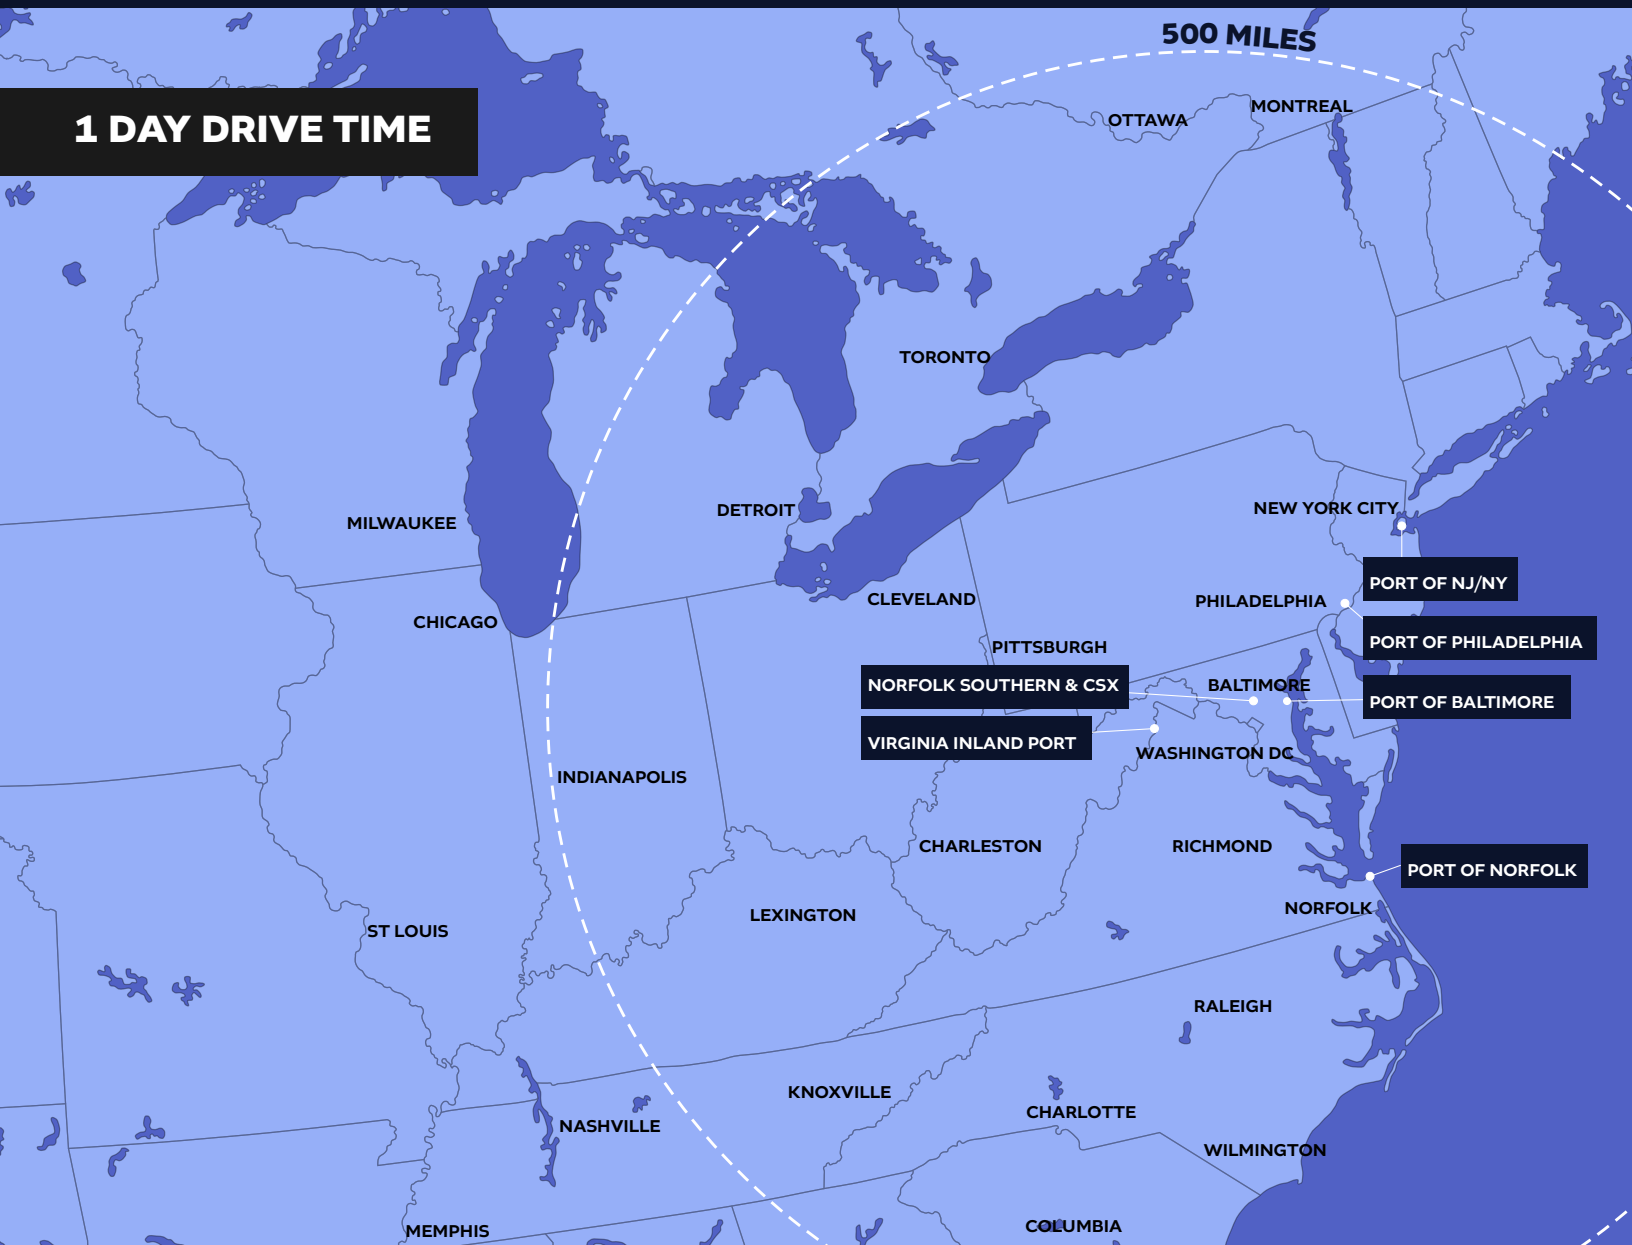 500 MILES
1 DAY DRIVE TIME
OTTAWA
MONTREAL
TORONTO
MILWAUKEE
DETROIT
NEW YORK CITY
PORT OF NJ/NY
CHICAGO
CLEVELAND
PHILADELPHIA
PORT OF PHILADELPHIA
PITTSBURGH
NORFOLK SOUTHERN & CSX
BALTIMORE
PORT OF BALTIMORE
VIRGINIA INLAND PORT
WASHINGTON DC
INDIANAPOLIS
CHARLESTON
RICHMOND
PORT OF NORFOLK
NORFOLK
LEXINGTON
ST LOUIS
RALEIGH
KNOXVILLE
CHARLOTTE
NASHVILLE
WILMINGTON
MEMPHIS
COLUMBIA